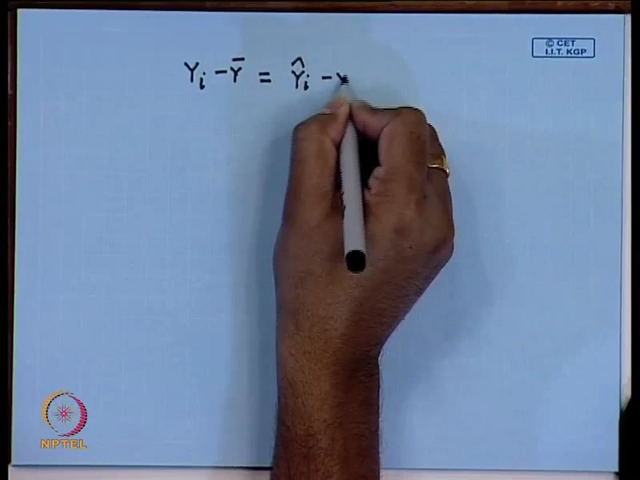 © CET
I.I.T. KGP
Yᵢ - Ȳ = Ŷᵢ - Y
NPTEL